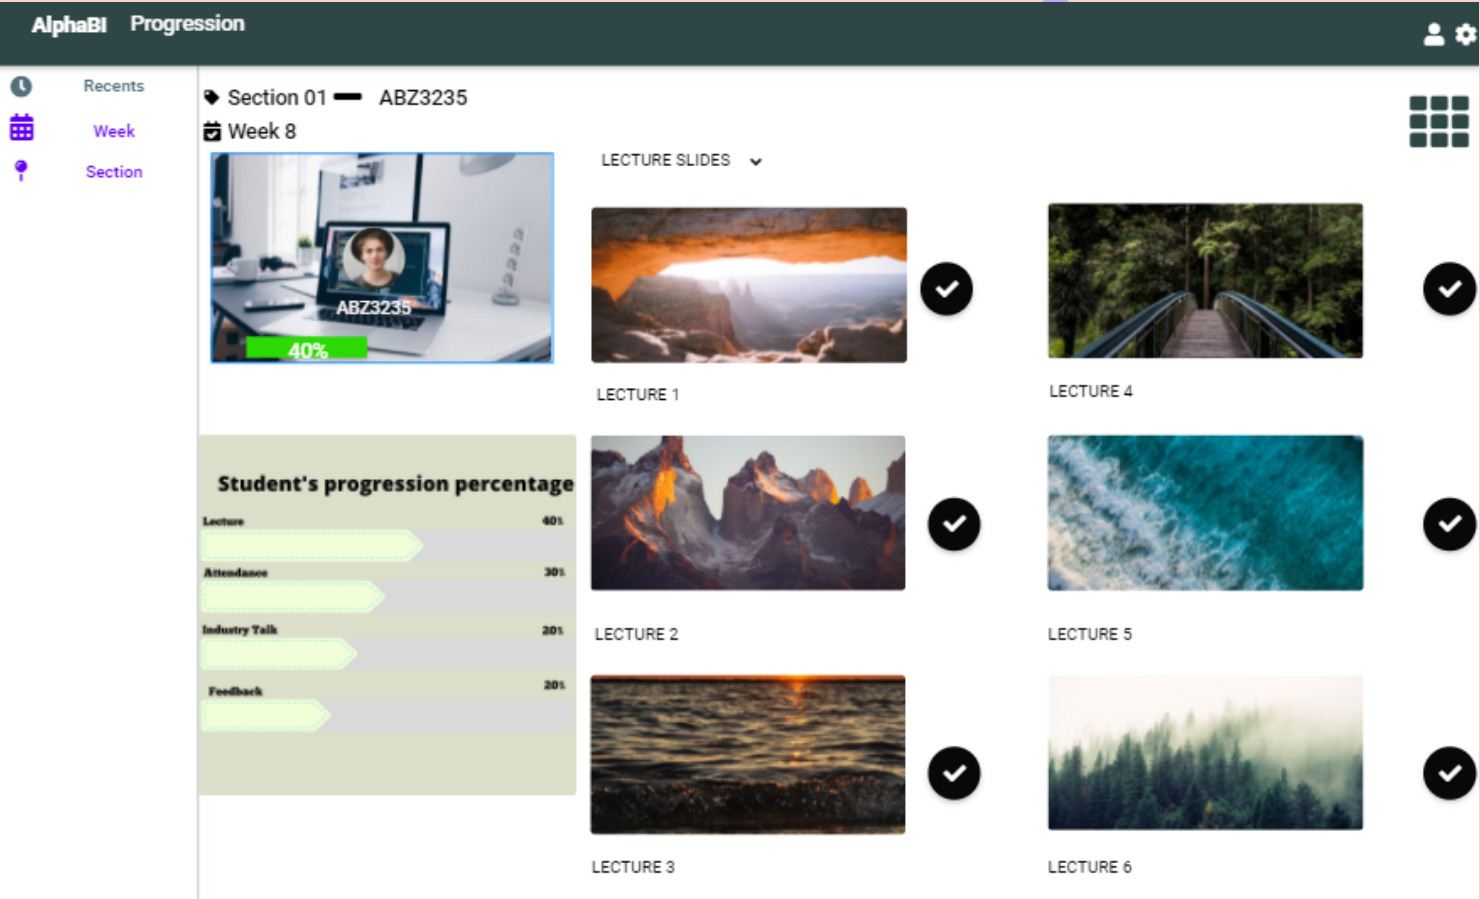 AlphaBI Progression
Recents
Week
Section
Section 01 ABZ3235
Week 8
ABZ3235
40%
Student's progression percentage
Lecture 40%
Attendance 30%
Industry Talk 20%
Feedback 20%
LECTURE SLIDES
LECTURE 1
LECTURE 4
LECTURE 2
LECTURE 5
LECTURE 3
LECTURE 6